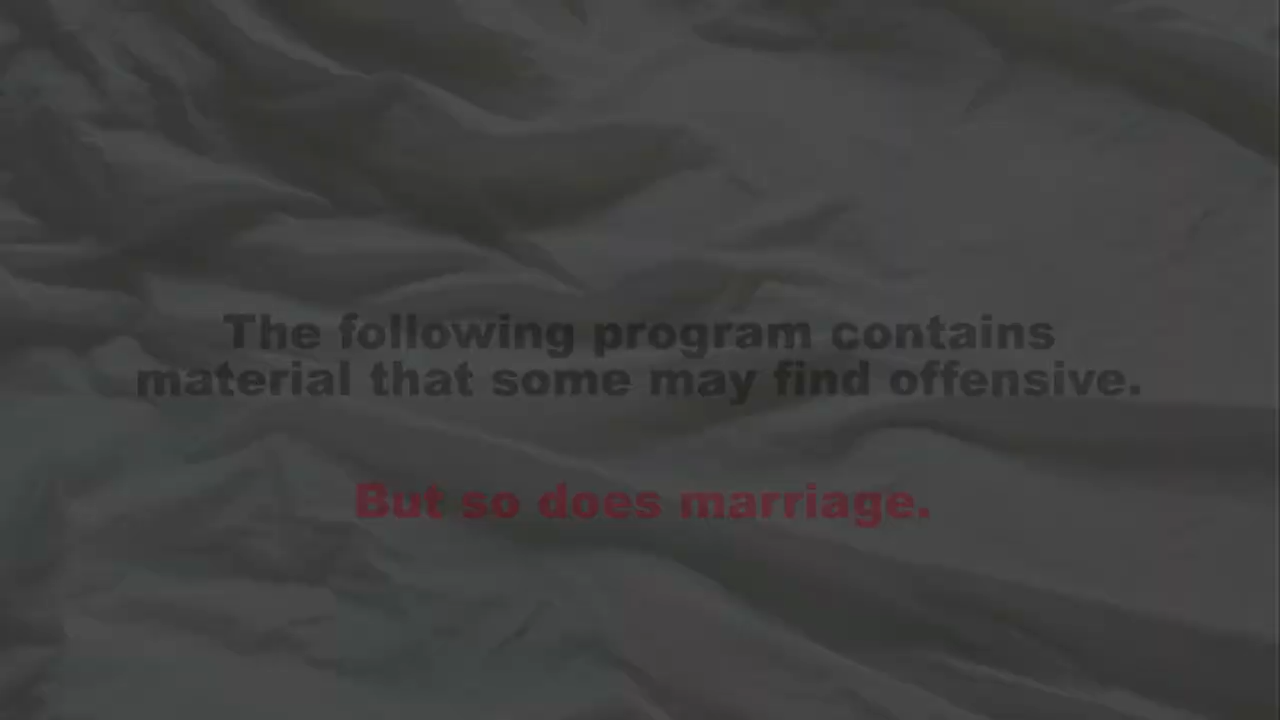 The following program contains
material that some may find offensive.
But so does marriage.